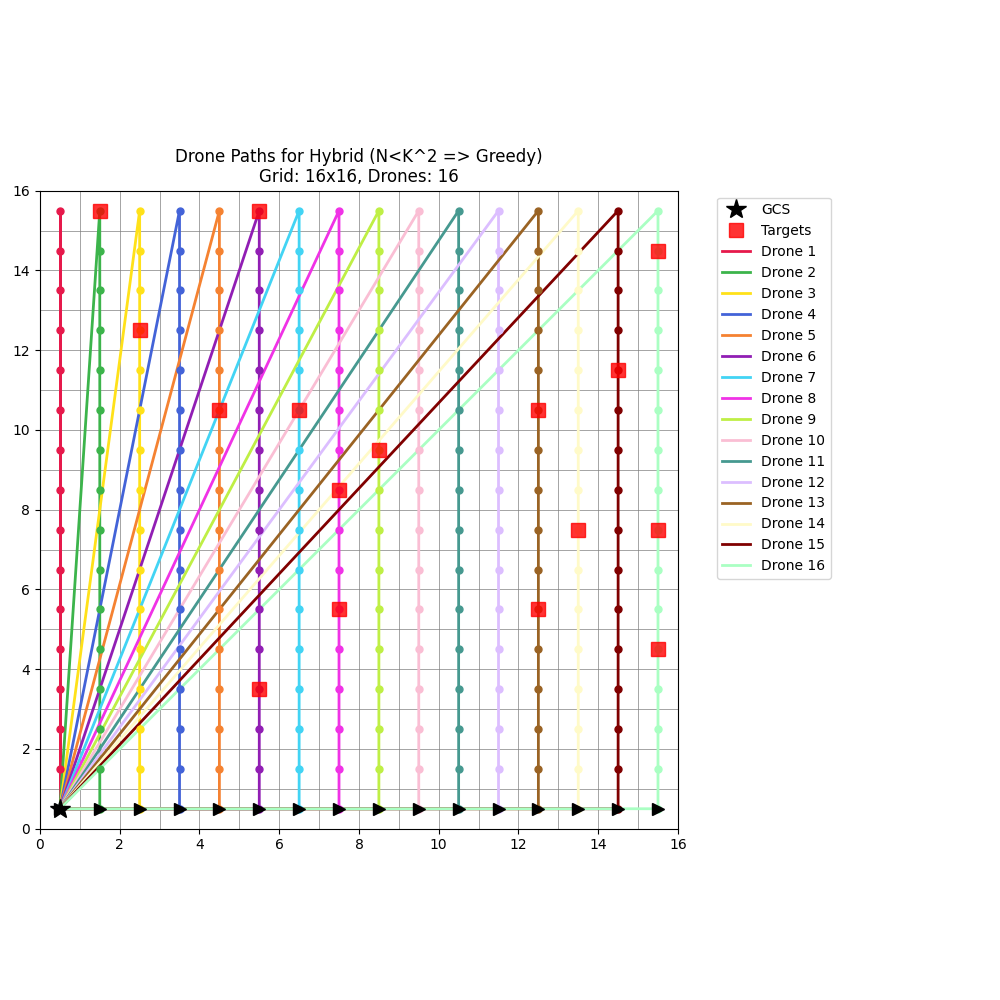 Drone Paths for Hybrid (N<K^2 => Greedy)
Grid: 16x16, Drones: 16
16
14
12
10
8
6
4
2
0
0 2 4 6 8 10 12 14 16
GCS
Targets
Drone 1
Drone 2
Drone 3
Drone 4
Drone 5
Drone 6
Drone 7
Drone 8
Drone 9
Drone 10
Drone 11
Drone 12
Drone 13
Drone 14
Drone 15
Drone 16